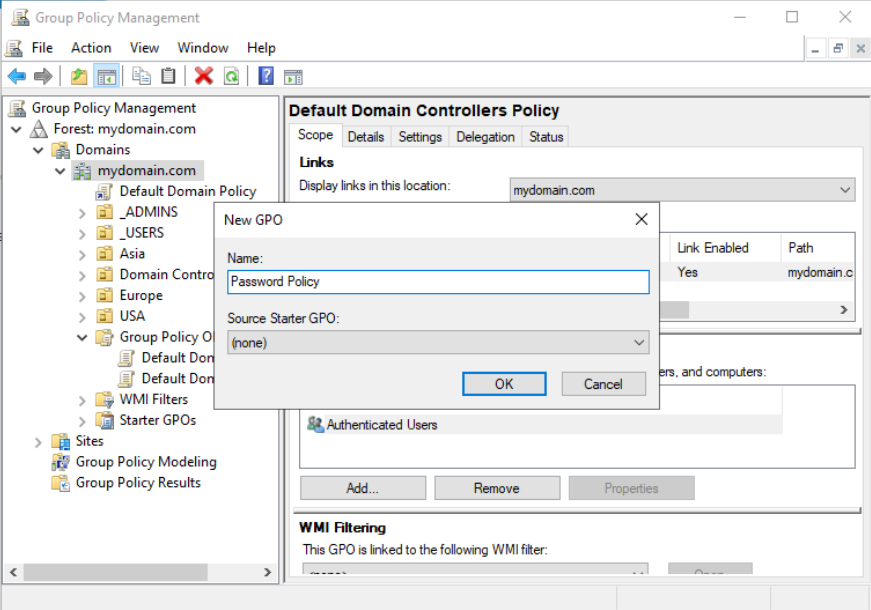 Group Policy Management
File Action View Window Help
Group Policy Management
Forest: mydomain.com
Domains
mydomain.com
Default Domain Policy
_ADMINS
_USERS
Asia
Domain Contro
Europe
USA
Group Policy Ol
Default Don
Default Don
WMI Filters
Starter GPOs
Sites
Group Policy Modeling
Group Policy Results
Default Domain Controllers Policy
Scope Details Settings Delegation Status
Links
Display links in this location: mydomain.com
Link Enabled Path
Yes mydomain.c
New GPO
Name:
Password Policy
Source Starter GPO:
(none)
OK Cancel
ers, and computers:
Authenticated Users
Add... Remove Properties
WMI Filtering
This GPO is linked to the following WMI filter: